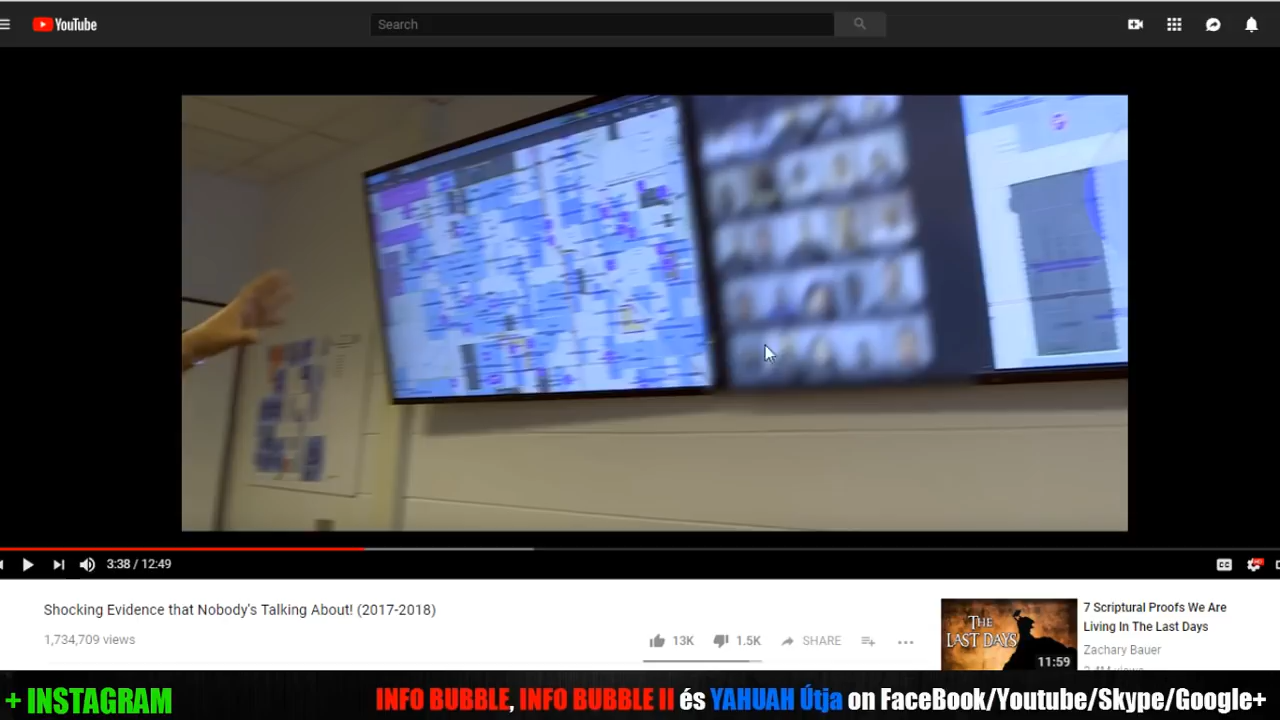 YouTube
Search
3:38 / 12:49
Shocking Evidence that Nobody's Talking About! (2017-2018)
1,734,709 views
13K
1.5K
SHARE
THE
LAST DAYS
11:59
7 Scriptural Proofs We Are
Living In The Last Days
Zachary Bauer
+ INSTAGRAM
INFO BUBBLE, INFO BUBBLE II és YAHUAH Útja on FaceBook/Youtube/Skype/Google+